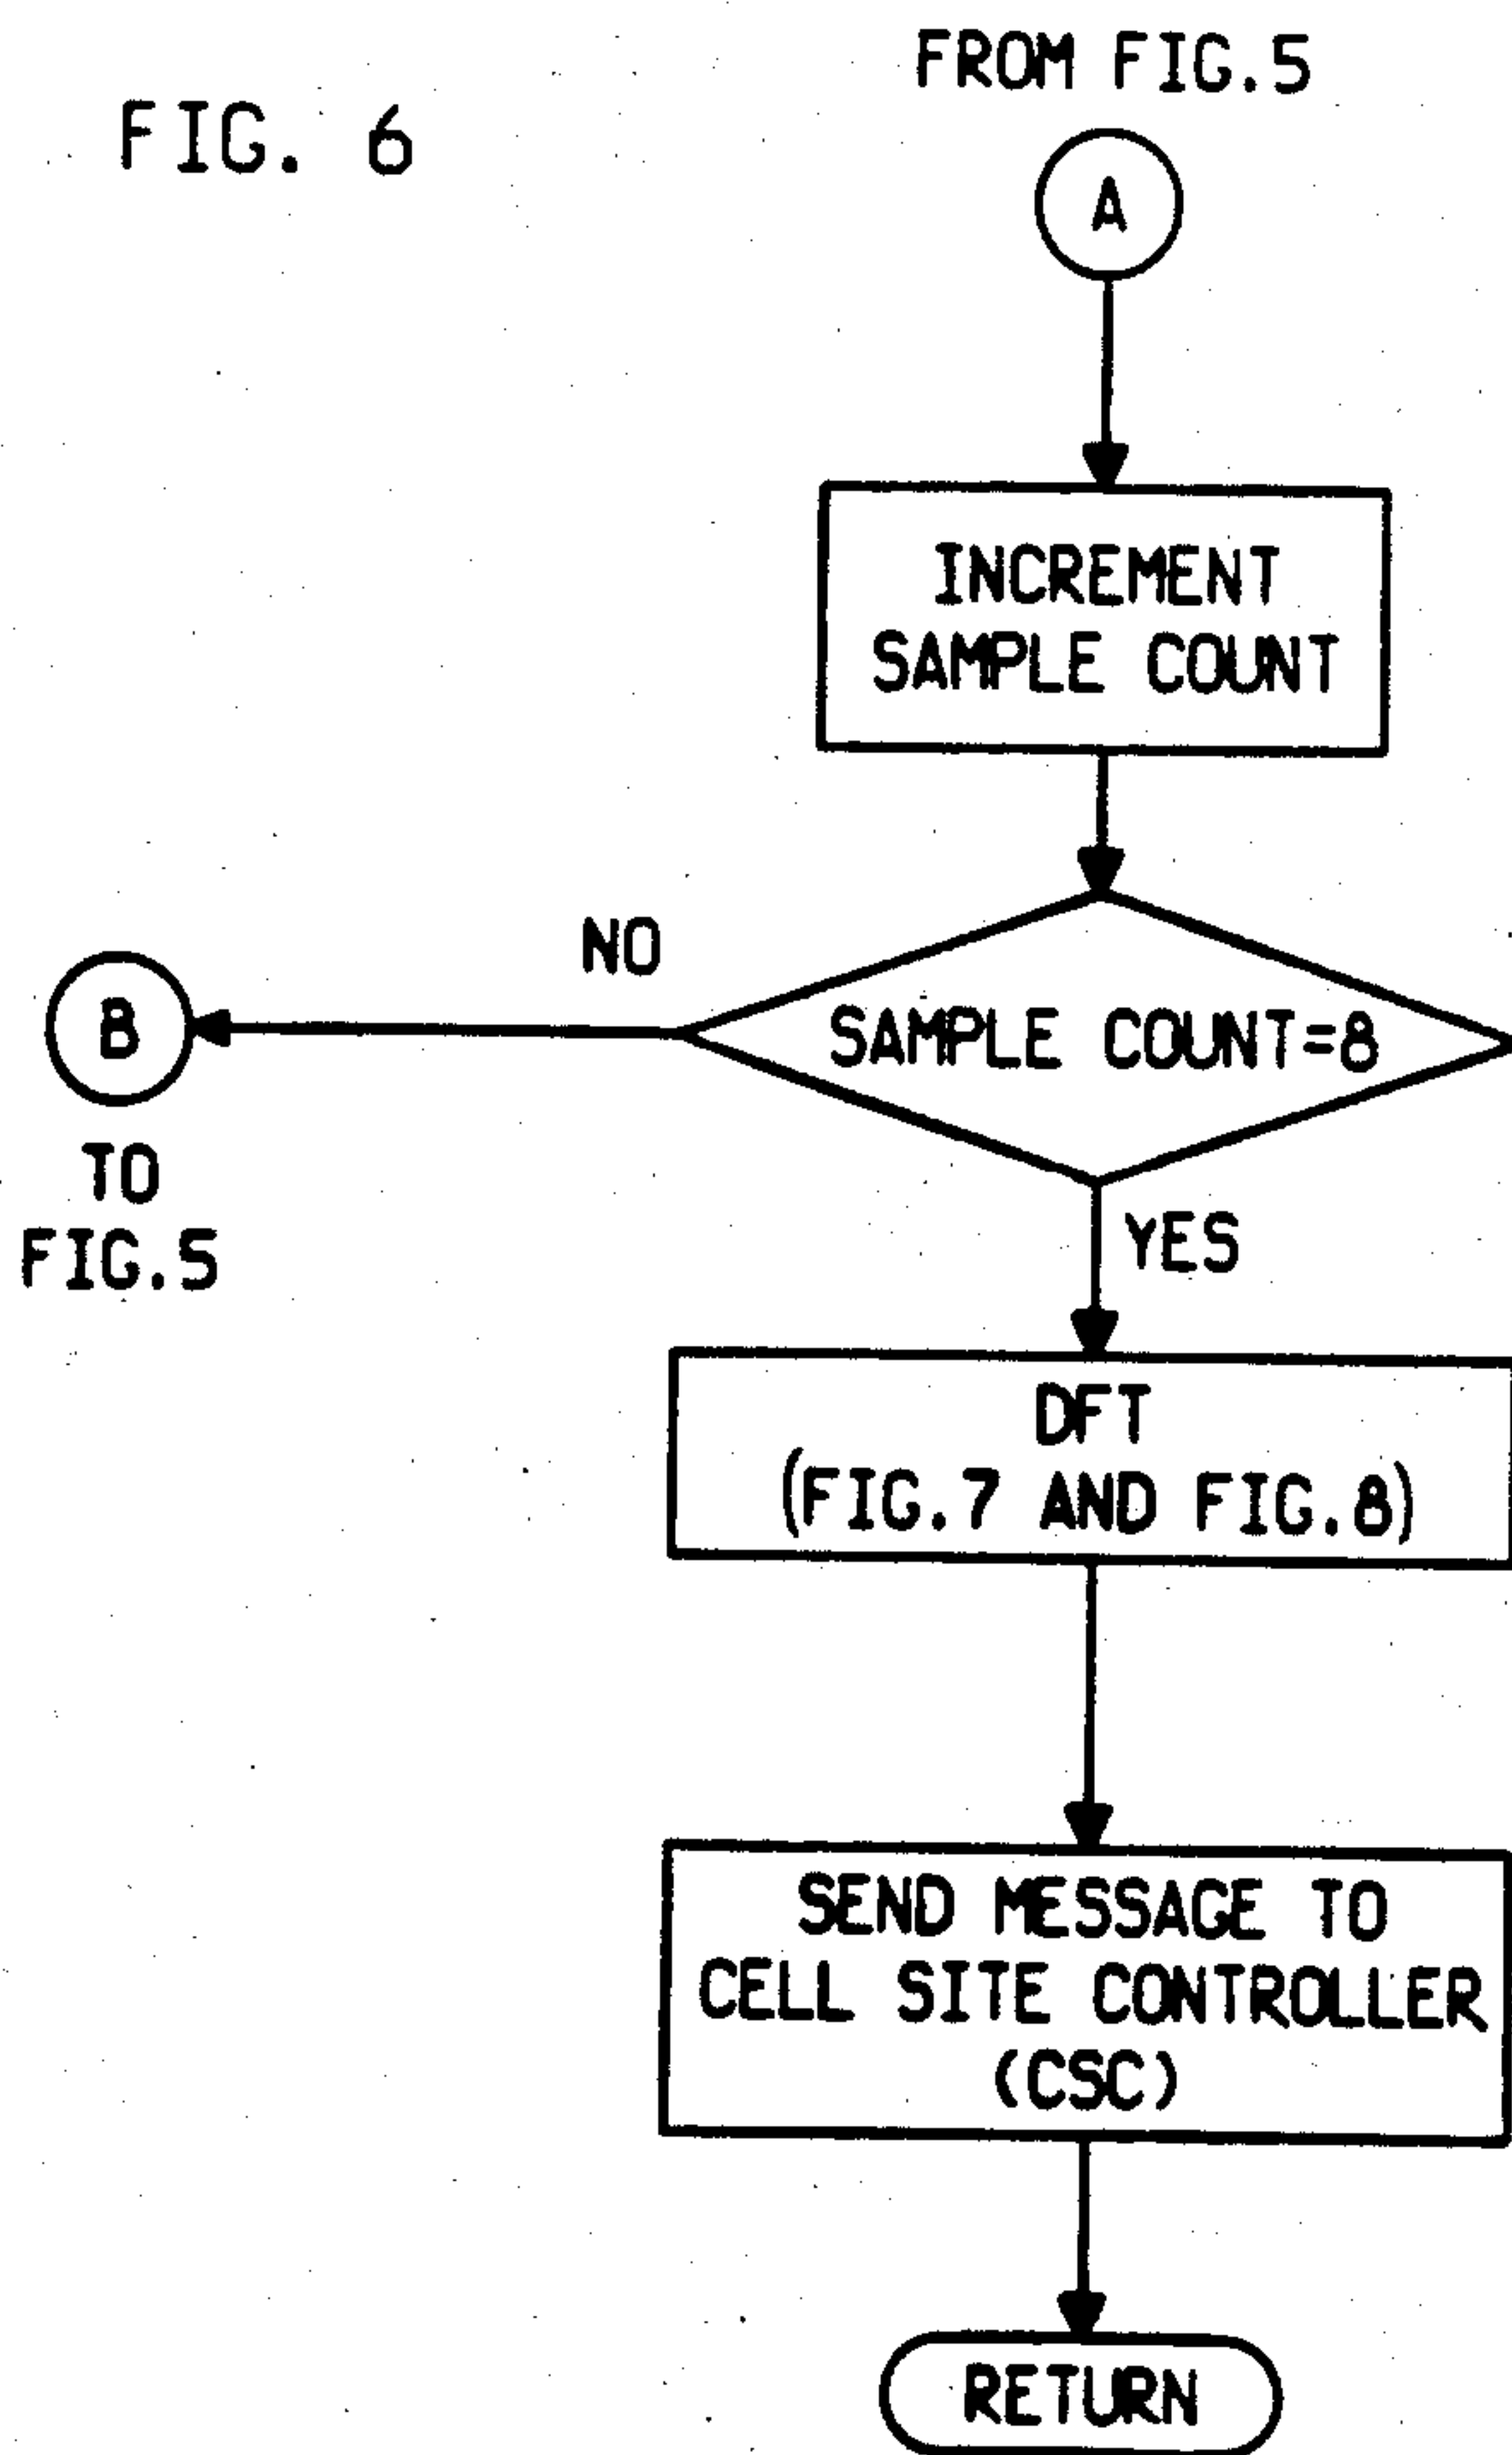 FIG. 6
FROM FIG.5
A
INCREMENT
SAMPLE COUNT
SAMPLE COUNT=8
NO
B
TO
FIG.5
YES
DFT
(FIG.7 AND FIG.8)
SEND MESSAGE TO
CELL SITE CONTROLLER
(CSC)
RETURN